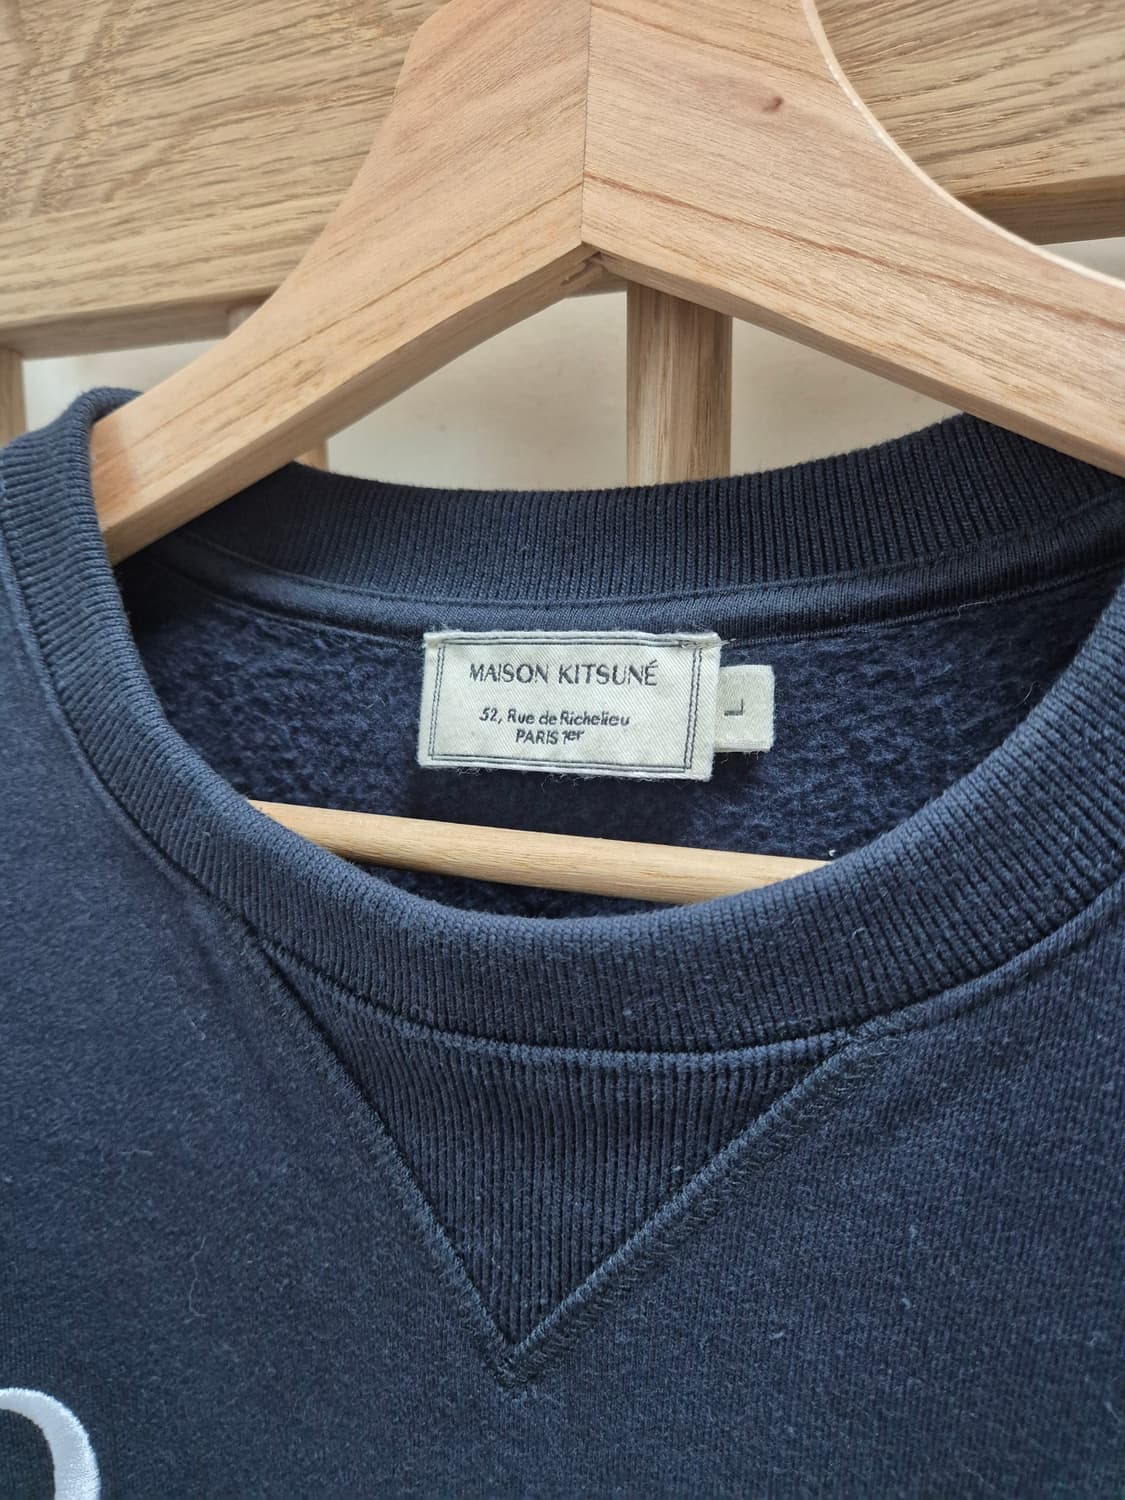 MAISON KITSUNÉ
52, Rue de Richelieu
PARIS 1er
L